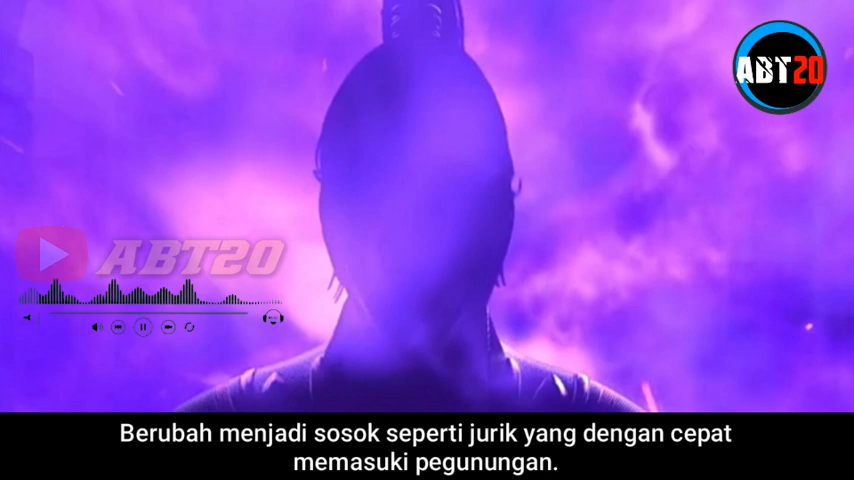 ABT20
ABT20
Berubah menjadi sosok seperti jurik yang dengan cepat
memasuki pegunungan.